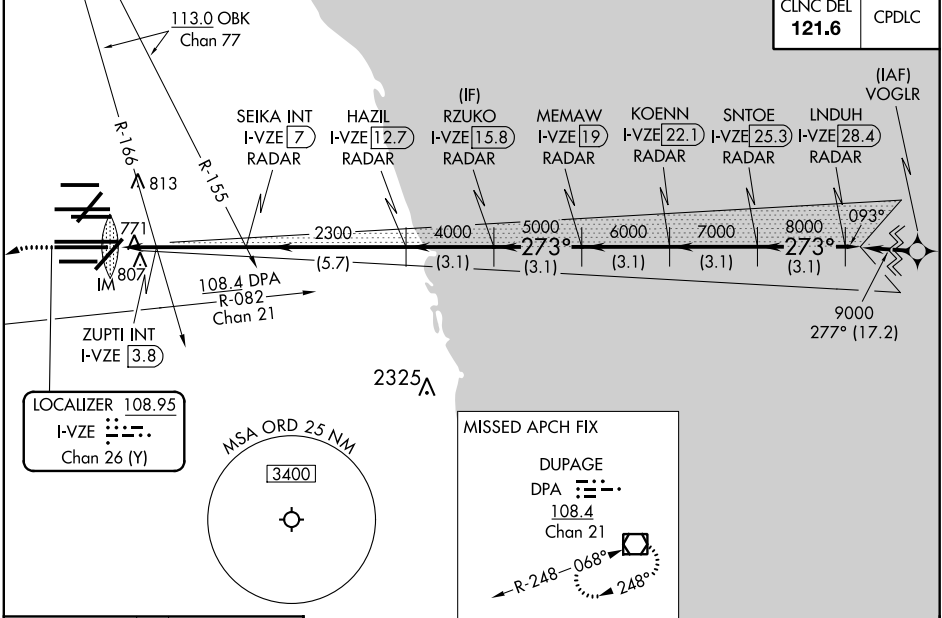 113.0 OBK
Chan 77
CLNC DEL
121.6
CPDLC
(IAF)
VOGLR
SEIKA INT
I-VZE 7
RADAR
HAZIL
I-VZE 12.7
RADAR
(IF)
RZUKO
I-VZE 15.8
RADAR
MEMAW
I-VZE 19
RADAR
KOENN
I-VZE 22.1
RADAR
SNTOE
I-VZE 25.3
RADAR
LNDUH
I-VZE 28.4
RADAR
R-166
R-155
813
771
807
IM
2300
(5.7)
4000
(3.1)
5000
273°
(3.1)
6000
(3.1)
7000
(3.1)
8000
273°
(3.1)
093°
9000
277° (17.2)
108.4 DPA
R-082
Chan 21
ZUPTI INT
I-VZE 3.8
2325
LOCALIZER 108.95
I-VZE
Chan 26 (Y)
MSA ORD 25 NM
3400
MISSED APCH FIX
DUPAGE
DPA
108.4
Chan 21
R-248
068°
248°